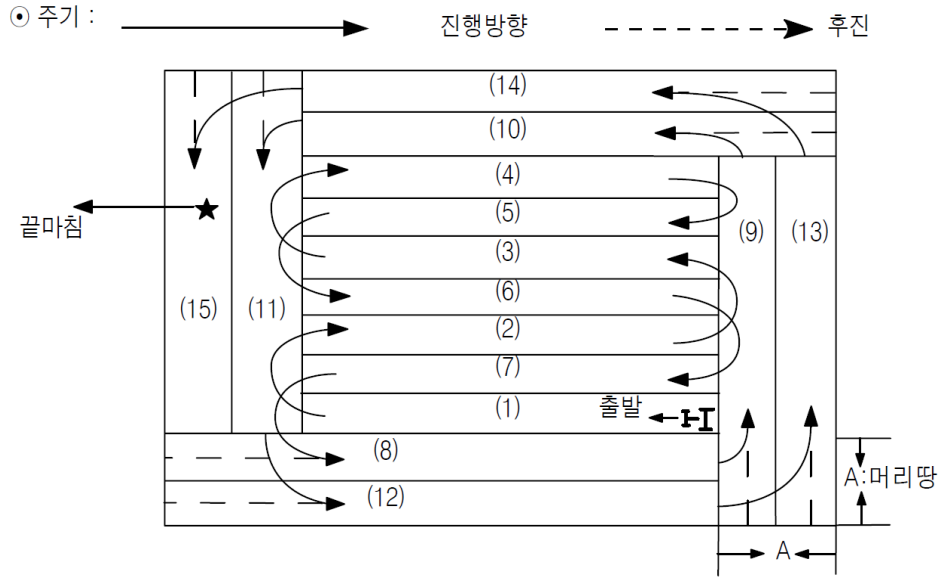 ⊙ 주기 : 진행방향 후진
(14)
(10)
(4)
(5)
(9) (13)
끝마침
(3)
(15) (11) (6)
(2)
(7)
(1) 출발
(8)
A:머리땅
(12)
A